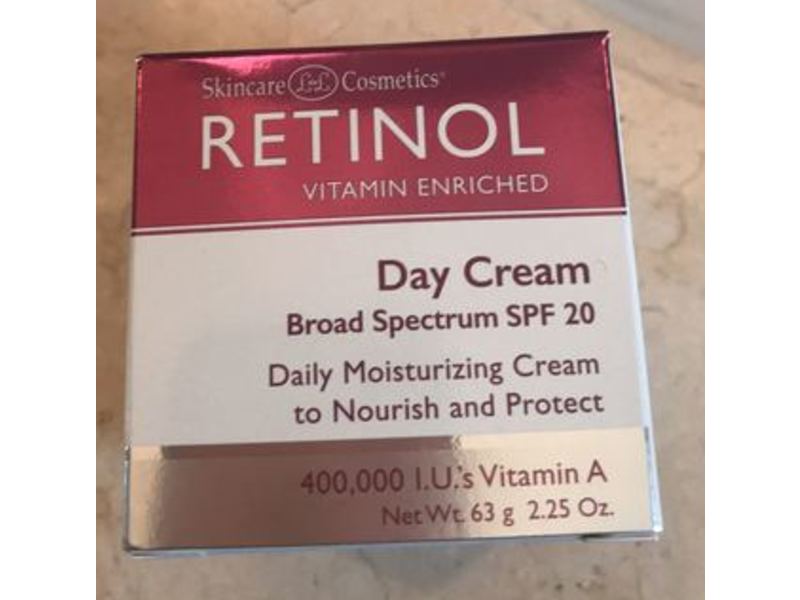 Skincare L&L Cosmetics®
RETINOL
VITAMIN ENRICHED
Day Cream
Broad Spectrum SPF 20
Daily Moisturizing Cream
to Nourish and Protect
400,000 I.U.'s Vitamin A
Net Wt. 63 g 2.25 Oz.